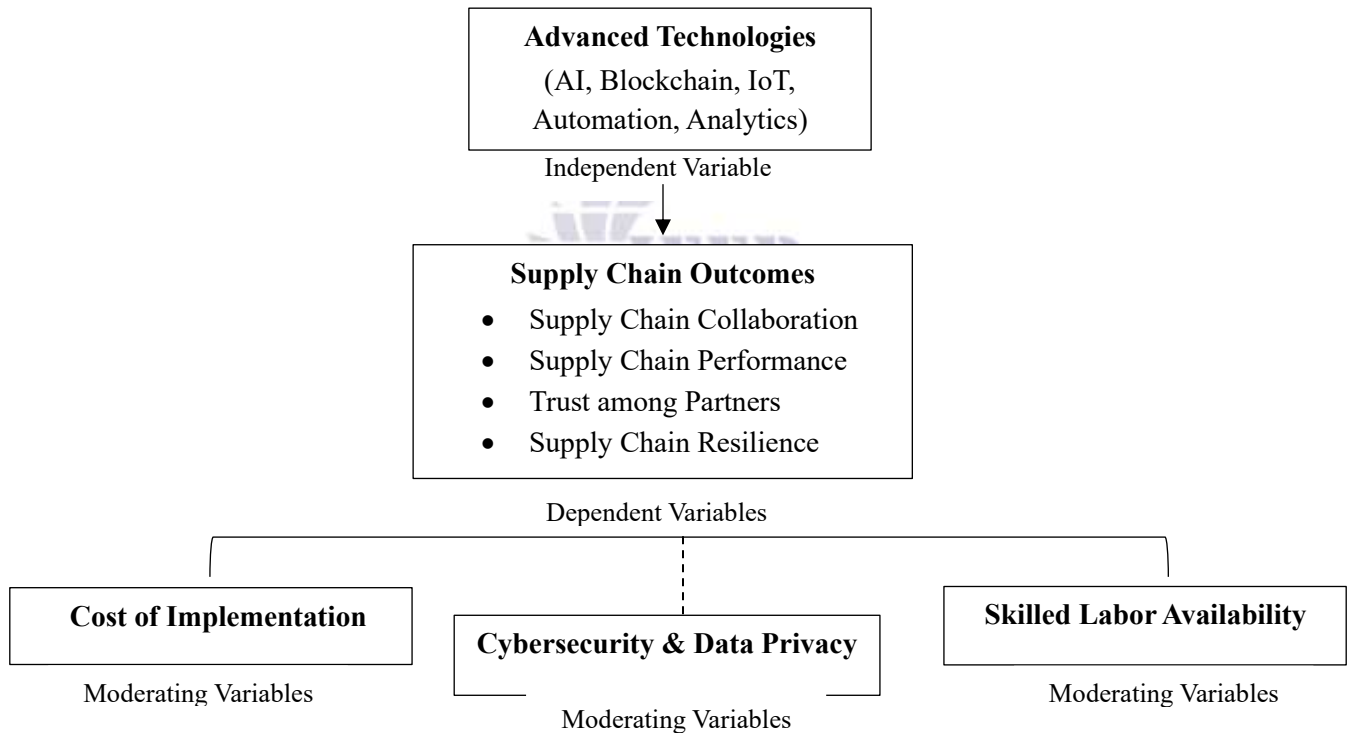 Advanced Technologies
(AI, Blockchain, IoT,
Automation, Analytics)
Independent Variable
Supply Chain Outcomes
• Supply Chain Collaboration
• Supply Chain Performance
• Trust among Partners
• Supply Chain Resilience
Dependent Variables
Cost of Implementation
Cybersecurity & Data Privacy
Skilled Labor Availability
Moderating Variables
Moderating Variables
Moderating Variables